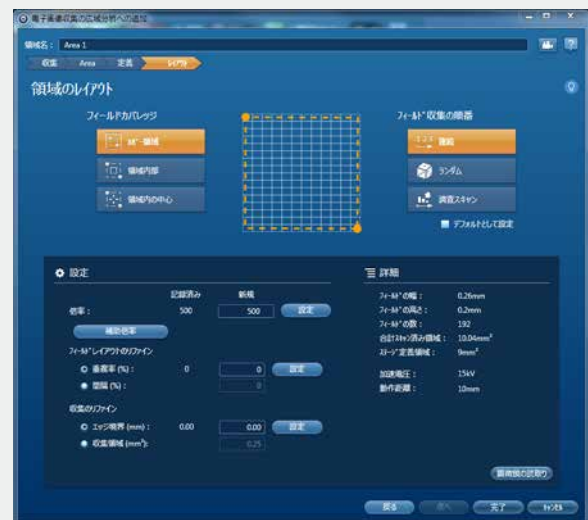 電子画像収集の広域分析への追加
領域名： Area 1
収集 Area 定義 レイアウト
領域のレイアウト
フィールドカバレッジ
フィールド収集の順番
カバー領域
領域内部
領域内の中心
1 2 3
連続
ランダム
調査スキャン
デフォルトとして設定
設定
記録済み 新規
倍率： 500 500 設定
補助倍率
フィールドレイアウトのリファイン
重複率 (%)： 0 0 設定
間隔 (%)： 0
収集のリファイン
エッジ境界 (mm)： 0.00 0.00 設定
収集領域 (mm²)： 0.25
詳細
フィールドの幅： 0.26mm
フィールドの高さ： 0.2mm
フィールドの数： 192
合計スキャン済み領域： 10.04mm²
ステージ定義領域： 9mm²
加速電圧： 15kV
動作距離： 10mm
顕微鏡の読取り
戻る 次へ 完了 キャンセル